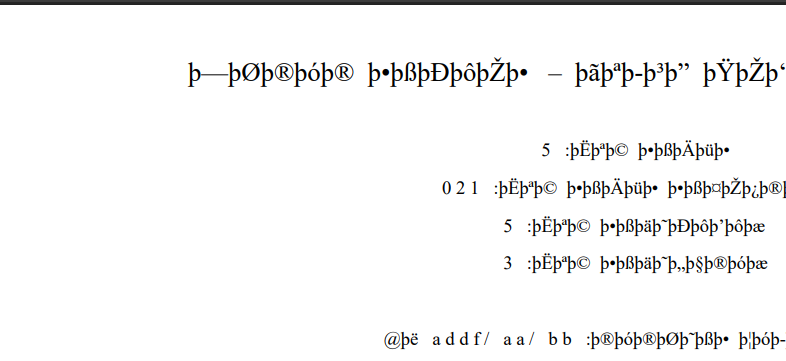 þ—þØþ®þóþ® þ•þßþÐþôþŽþ• – þãþªþ-þ³þ” þŸþŽþ‘
5 :þËþªþ© þ•þßþÄþüþ•
0 2 1 :þËþªþ© þ•þßþÄþüþ• þ•þßþ¤þŽþ¿þ®þ
5 :þËþªþ© þ•þßþäþ˜þÐþôþ’þôþæ
3 :þËþªþ© þ•þßþäþ˜þ„þ§þ®þóþæ
@þë a d d f / a a / b b :þ®þóþ®þØþ˜þßþ• þ¦þóþ-